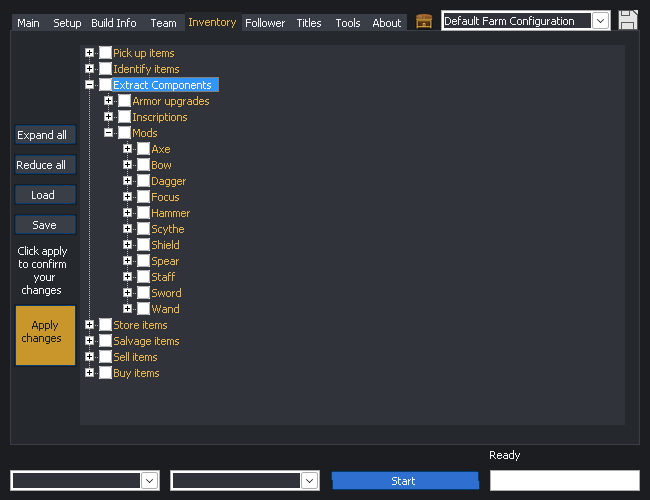 Main Setup Build Info Team Inventory Follower Titles Tools About Default Farm Configuration
Pick up items
Identify items
Extract Components
Armor upgrades
Inscriptions
Mods
Axe
Bow
Dagger
Focus
Hammer
Scythe
Shield
Spear
Staff
Sword
Wand
Store items
Salvage items
Sell items
Buy items
Expand all
Reduce all
Load
Save
Click apply
to confirm
your
changes
Apply
changes
Ready
Start